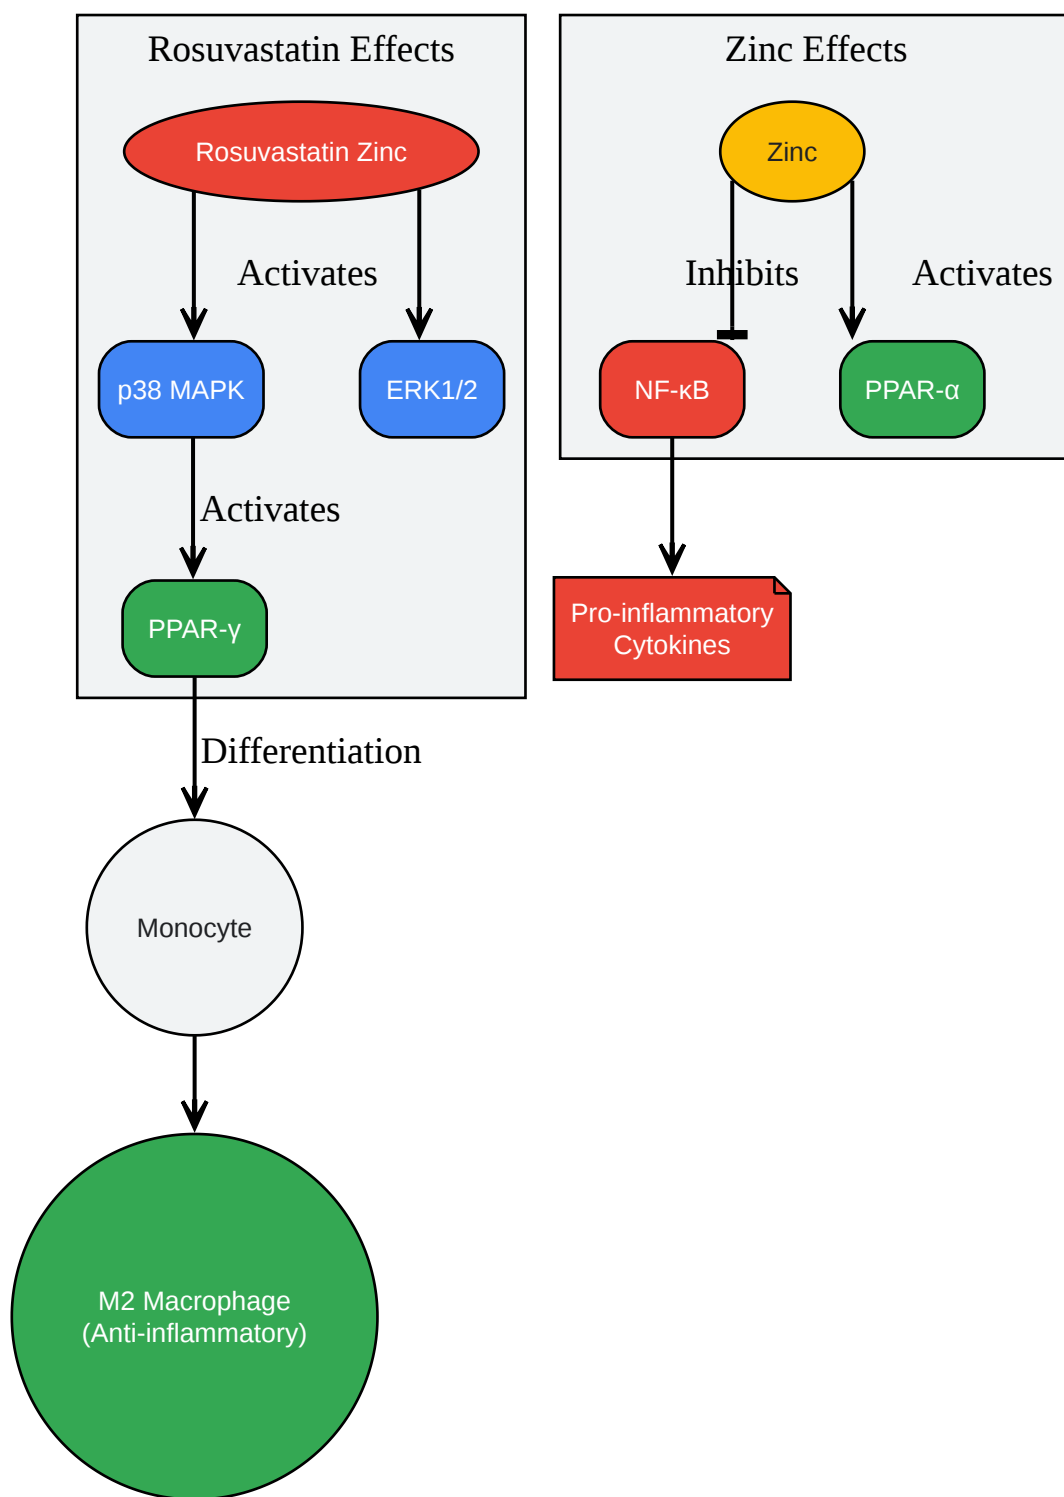 Rosuvastatin Effects
Rosuvastatin Zinc
Activates
p38 MAPK
ERK1/2
Activates
PPAR-γ
Differentiation
Monocyte
M2 Macrophage
(Anti-inflammatory)
Zinc Effects
Zinc
Inhibits
Activates
NF-κB
PPAR-α
Pro-inflammatory
Cytokines